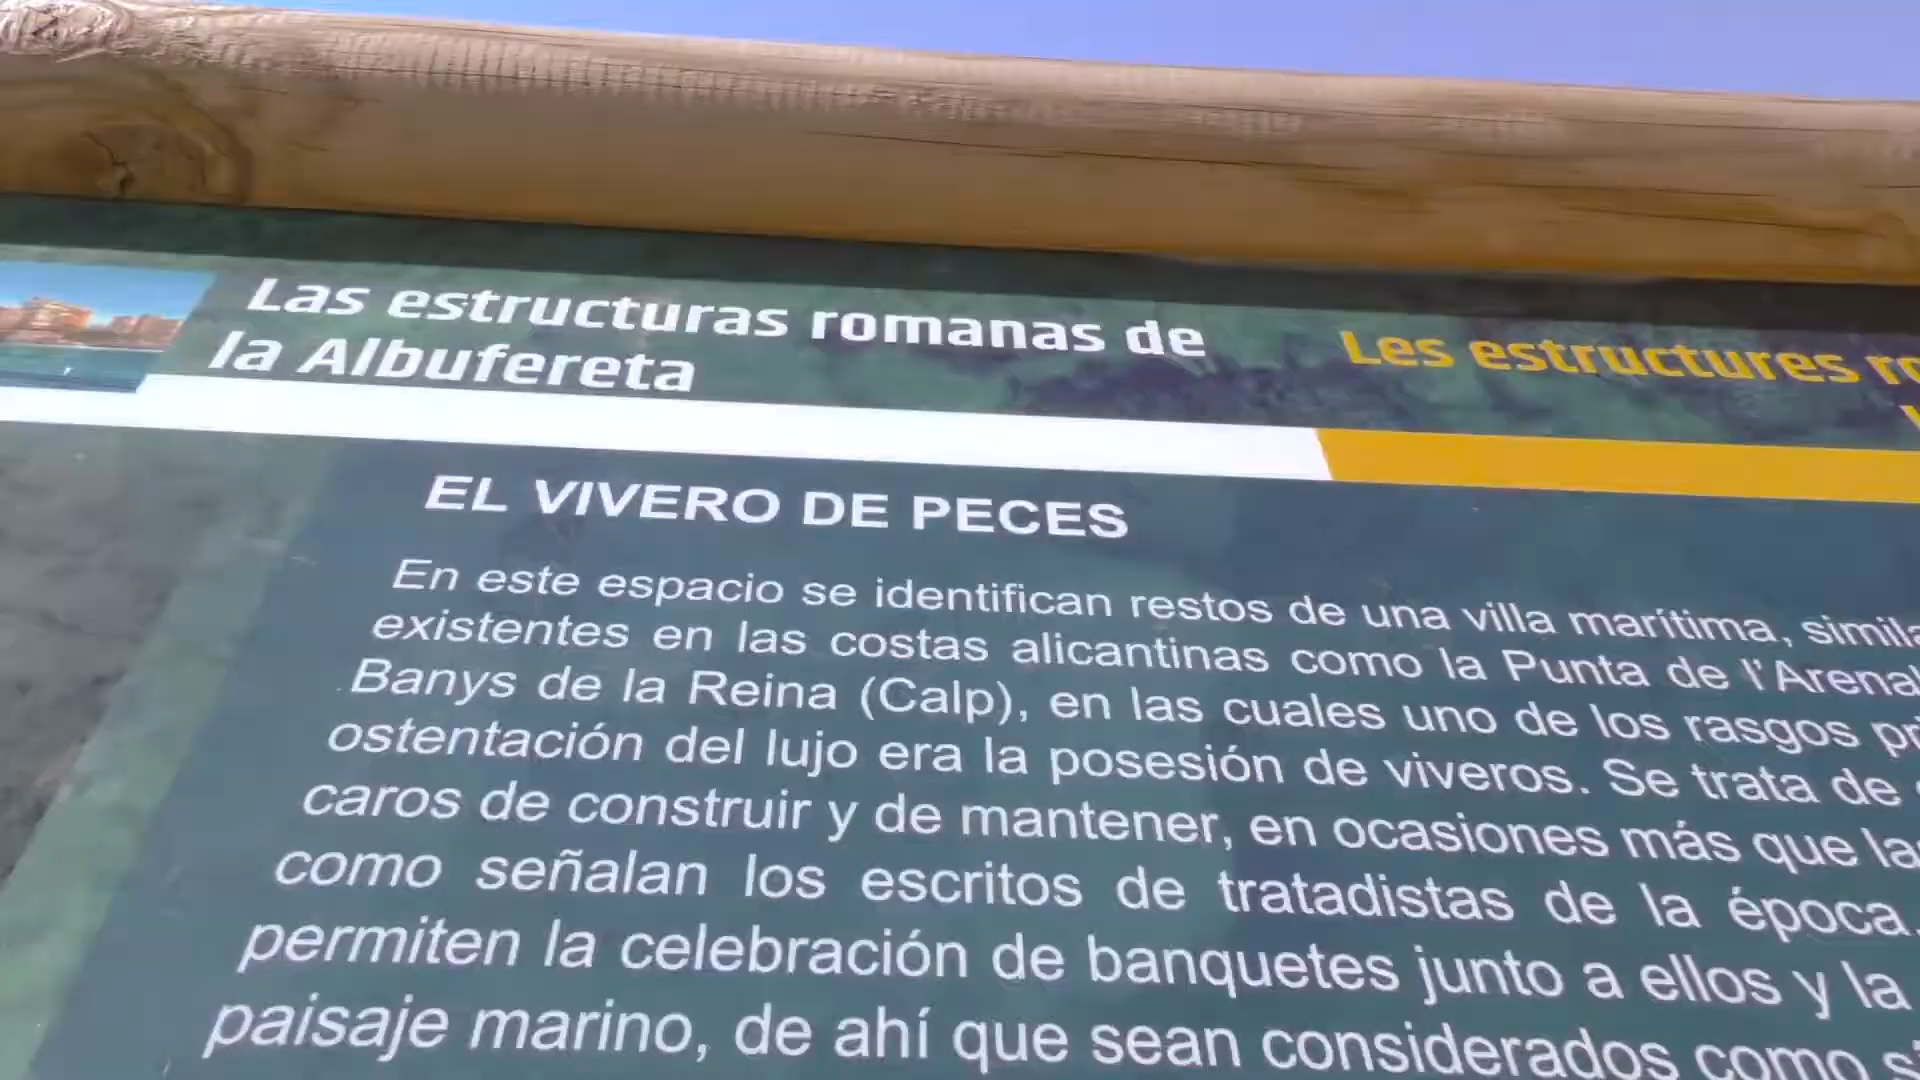 Las estructuras romanas de
la Albufereta
Les estructures
EL VIVERO DE PECES
En este espacio se identifican restos de una villa marítima,
existentes en las costas alicantinas como la Punta de l'Arenal
Banys de la Reina (Calp), en las cuales uno de los rasgos
ostentación del lujo era la posesión de viveros. Se trata de
caros de construir y de mantener, en ocasiones más que
como señalan los escritos de tratadistas de la época.
permiten la celebración de banquetes junto a ellos y la
paisaje marino, de ahí que sean considerados como